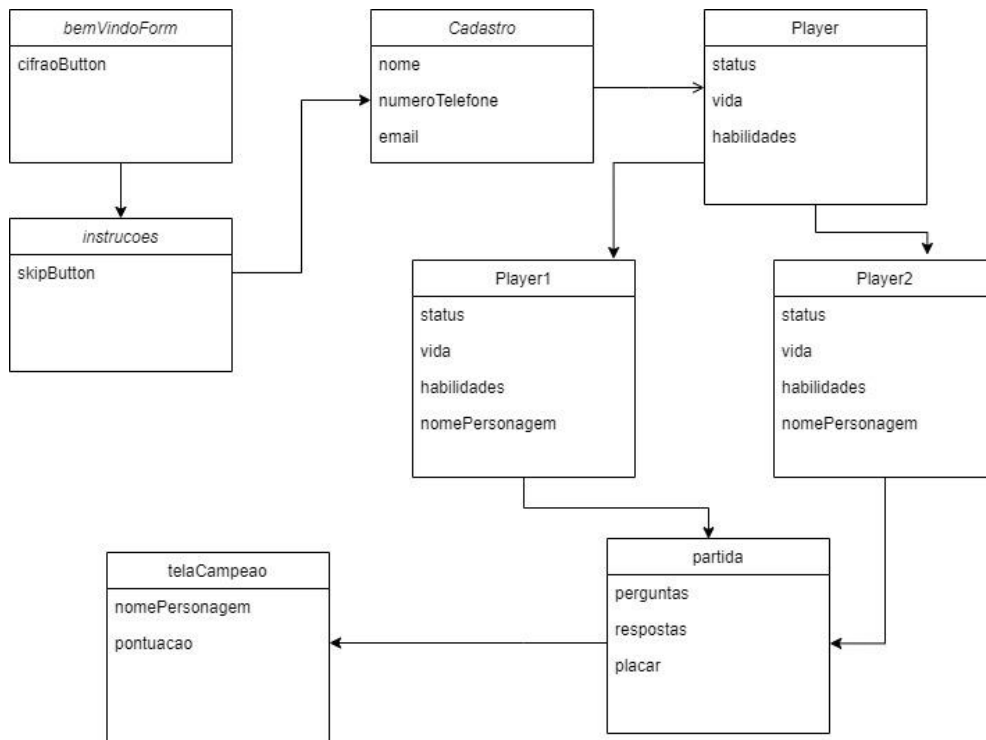 bemVindoForm
cifraoButton
instrucoes
skipButton
Cadastro
nome
numeroTelefone
email
Player
status
vida
habilidades
Player1
status
vida
habilidades
nomePersonagem
Player2
status
vida
habilidades
nomePersonagem
partida
perguntas
respostas
placar
telaCampeao
nomePersonagem
pontuacao